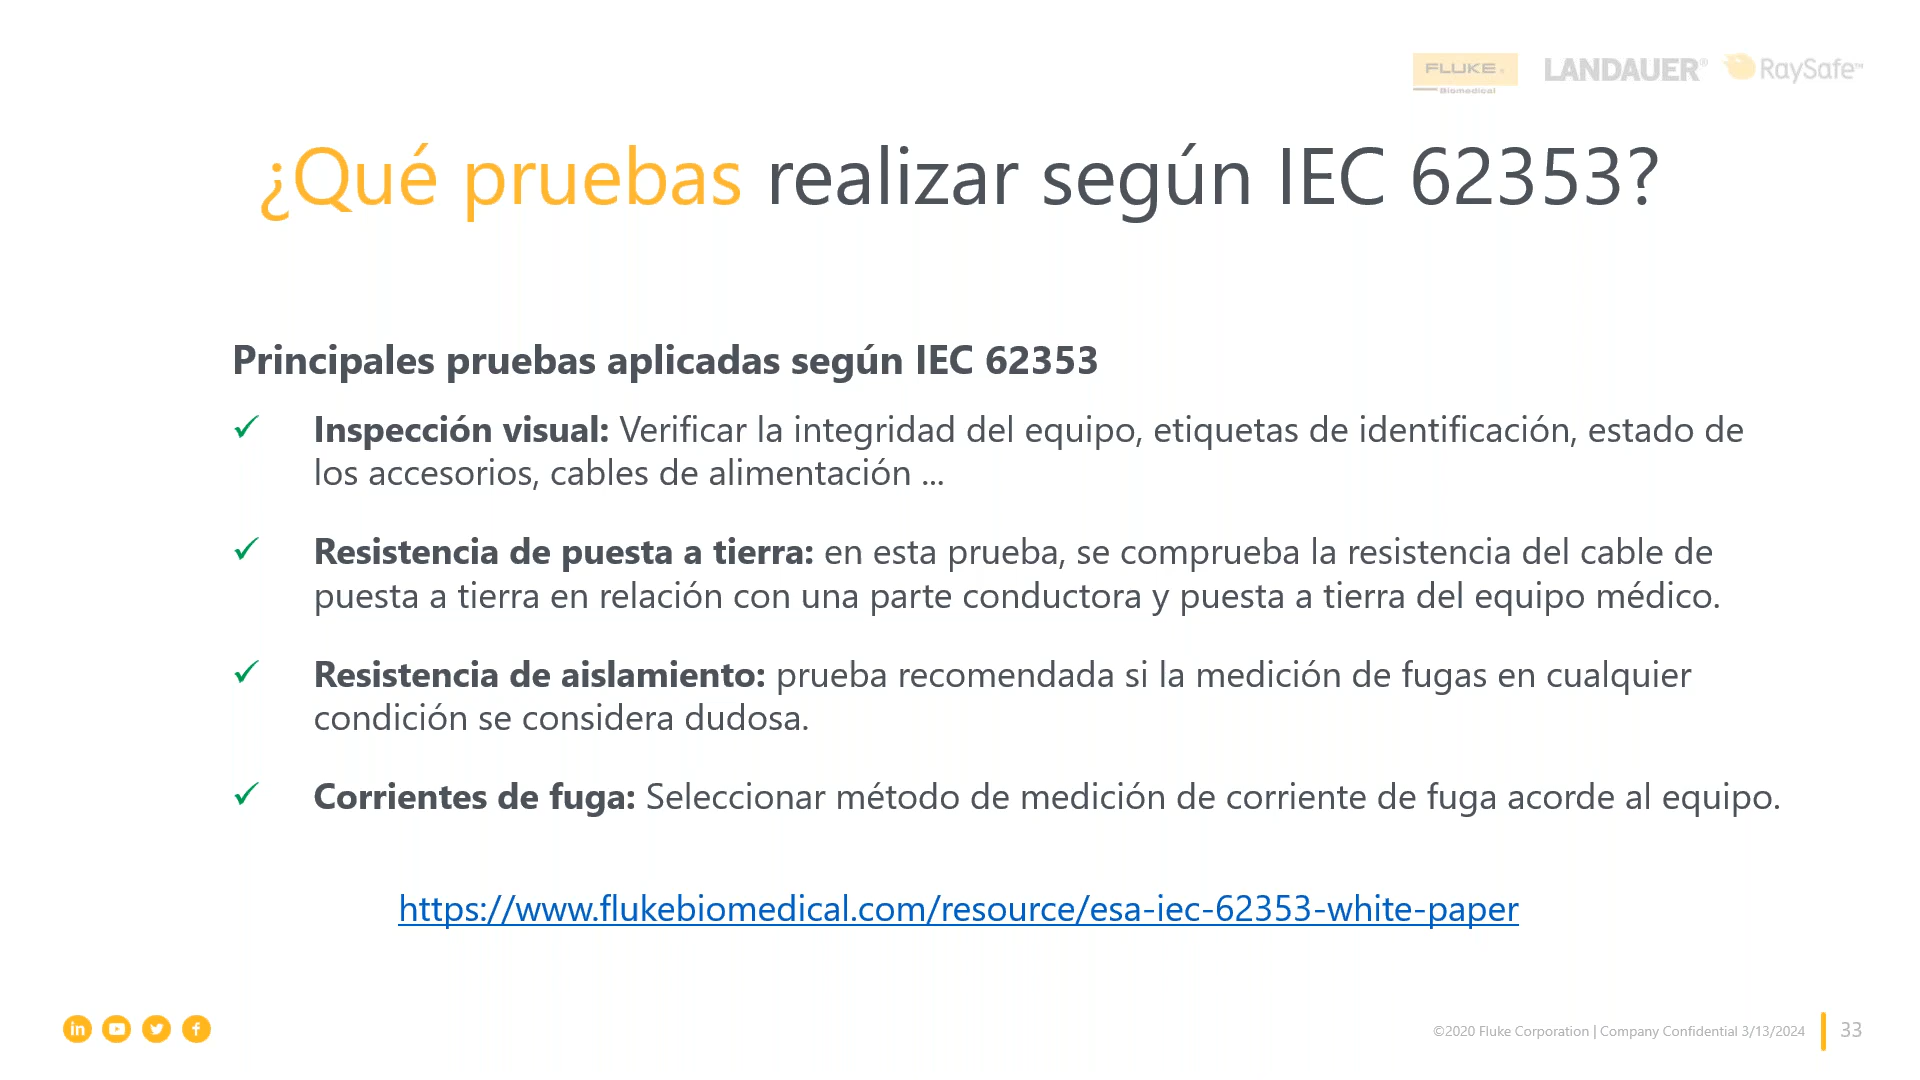 FLUKE®
Biomedical
LANDAUER®
RaySafe™
¿Qué pruebas realizar según IEC 62353?
Principales pruebas aplicadas según IEC 62353
✓ Inspección visual: Verificar la integridad del equipo, etiquetas de identificación, estado de
los accesorios, cables de alimentación ...
✓ Resistencia de puesta a tierra: en esta prueba, se comprueba la resistencia del cable de
puesta a tierra en relación con una parte conductora y puesta a tierra del equipo médico.
✓ Resistencia de aislamiento: prueba recomendada si la medición de fugas en cualquier
condición se considera dudosa.
✓ Corrientes de fuga: Seleccionar método de medición de corriente de fuga acorde al equipo.
https://www.flukebiomedical.com/resource/esa-iec-62353-white-paper
in
f
©2020 Fluke Corporation | Company Confidential 3/13/2024
33